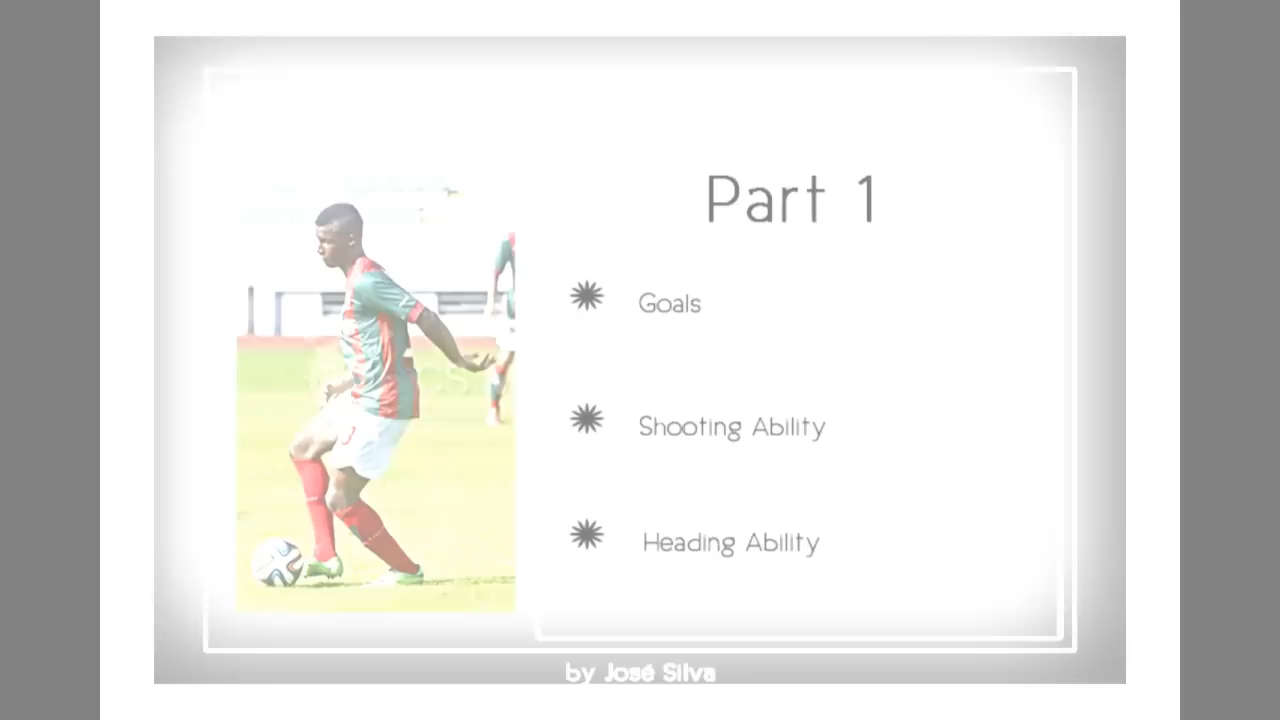 Part 1
Goals
Shooting Ability
Heading Ability
by José Silva